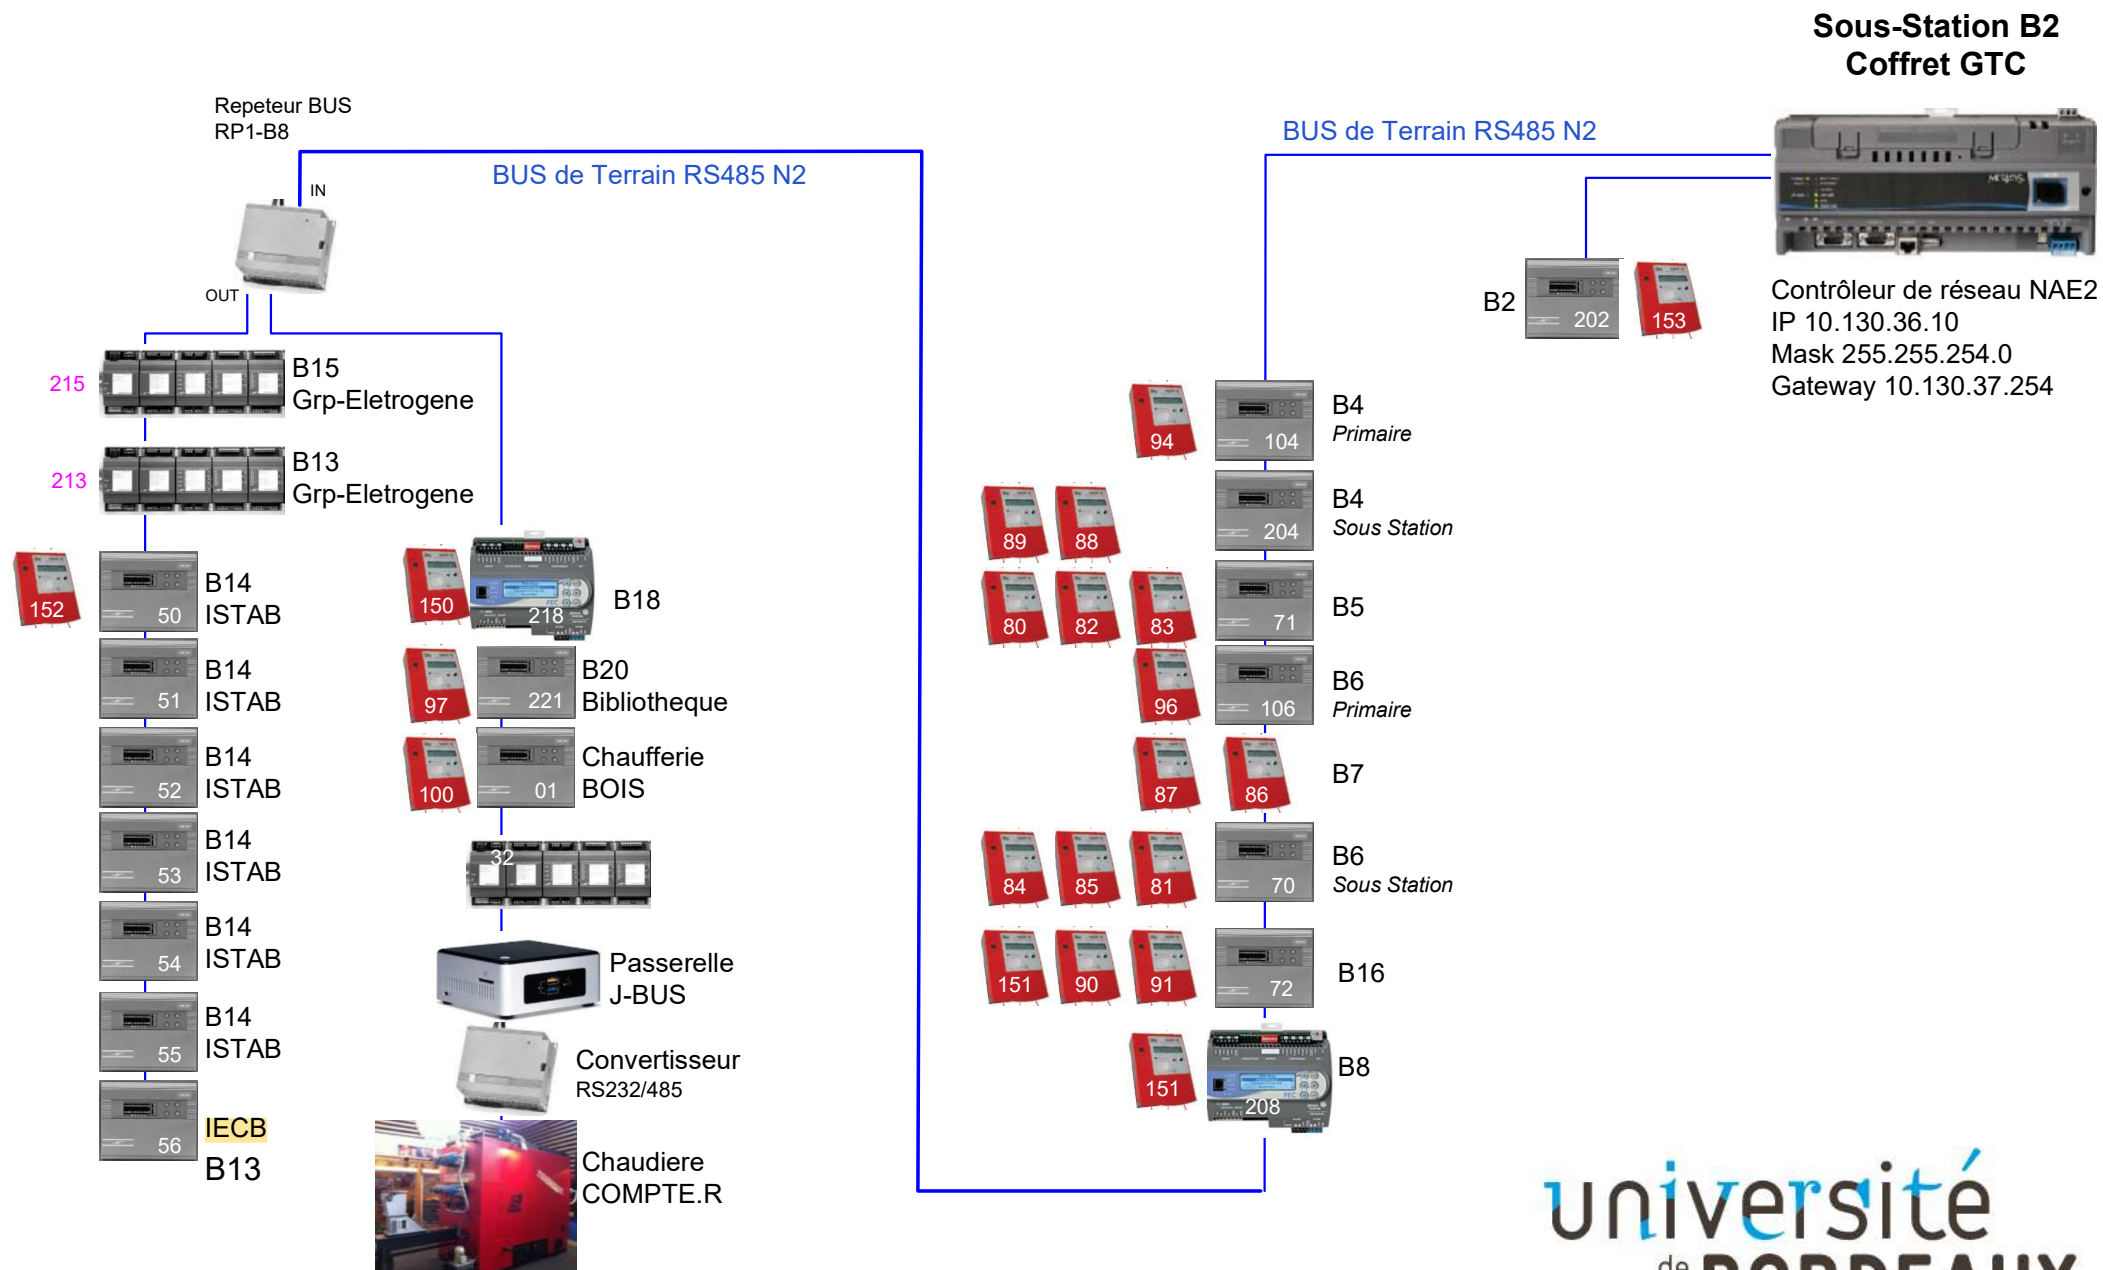 Sous-Station B2
Coffret GTC
Repeteur BUS
RP1-B8
IN
BUS de Terrain RS485 N2
OUT
215
B15
Grp-Eletrogene
213
B13
Grp-Eletrogene
152
50
B14
ISTAB
51
B14
ISTAB
52
B14
ISTAB
53
B14
ISTAB
54
B14
ISTAB
55
B14
ISTAB
56
IECB
B13
150
218
FEC
B18
97
221
B20
Bibliotheque
100
01
Chaufferie
BOIS
32
Passerelle
J-BUS
Convertisseur
RS232/485
Chaudiere
COMPTE.R
BUS de Terrain RS485 N2
METASYS
B2
202
153
Contrôleur de réseau NAE2
IP 10.130.36.10
Mask 255.255.254.0
Gateway 10.130.37.254
94
104
B4
Primaire
89
88
204
B4
Sous Station
80
82
83
71
B5
96
106
B6
Primaire
87
86
B7
84
85
81
70
B6
Sous Station
151
90
91
72
B16
151
208
FEC
B8
université
de BORDEAUX